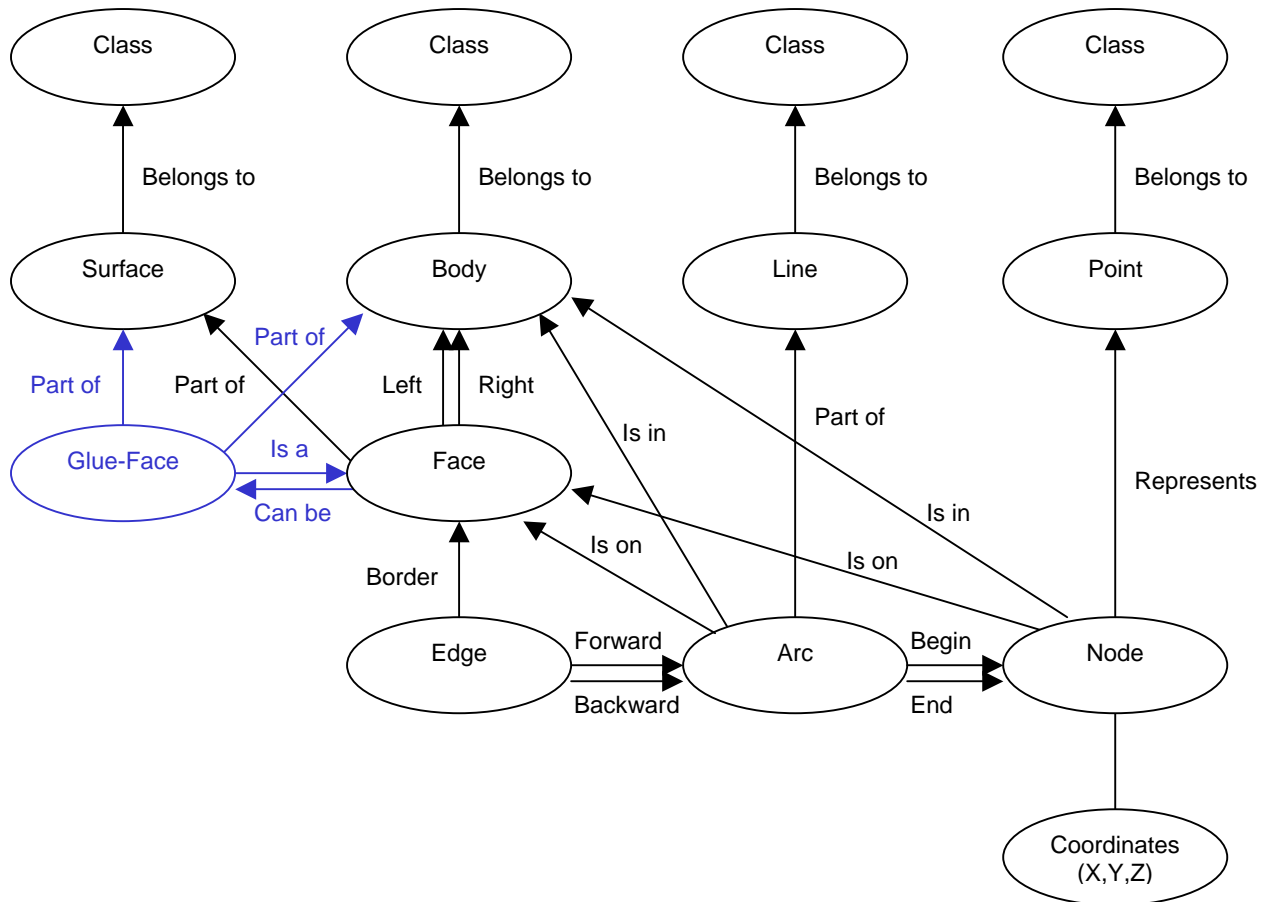 Class
Class
Class
Class
Belongs to
Belongs to
Belongs to
Belongs to
Surface
Body
Line
Point
Part of
Part of
Part of
Left
Right
Part of
Is in
Glue-Face
Is a
Can be
Face
Represents
Is in
Is on
Is on
Border
Edge
Forward
Backward
Arc
Begin
End
Node
Coordinates
(X,Y,Z)